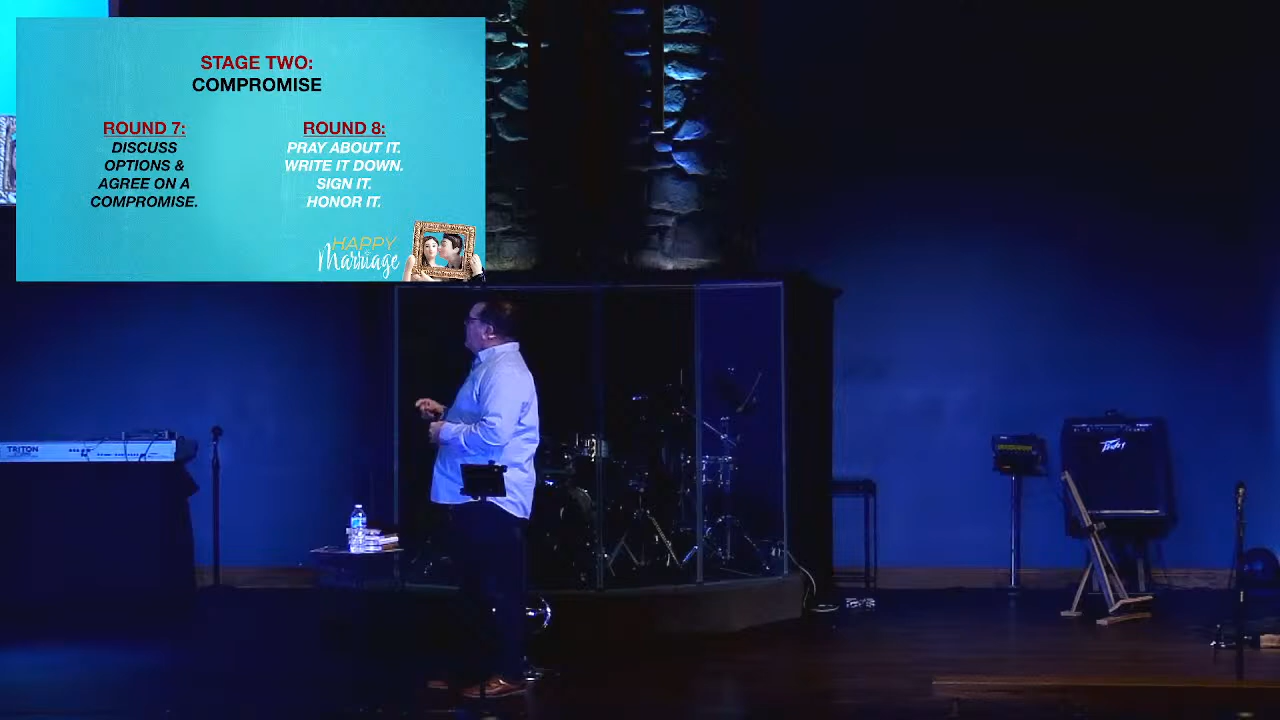 STAGE TWO:
COMPROMISE
ROUND 7:
DISCUSS
OPTIONS &
AGREE ON A
COMPROMISE.
ROUND 8:
PRAY ABOUT IT.
WRITE IT DOWN.
SIGN IT.
HONOR IT.
HAPPY
Marriage
TRITON
Peavey